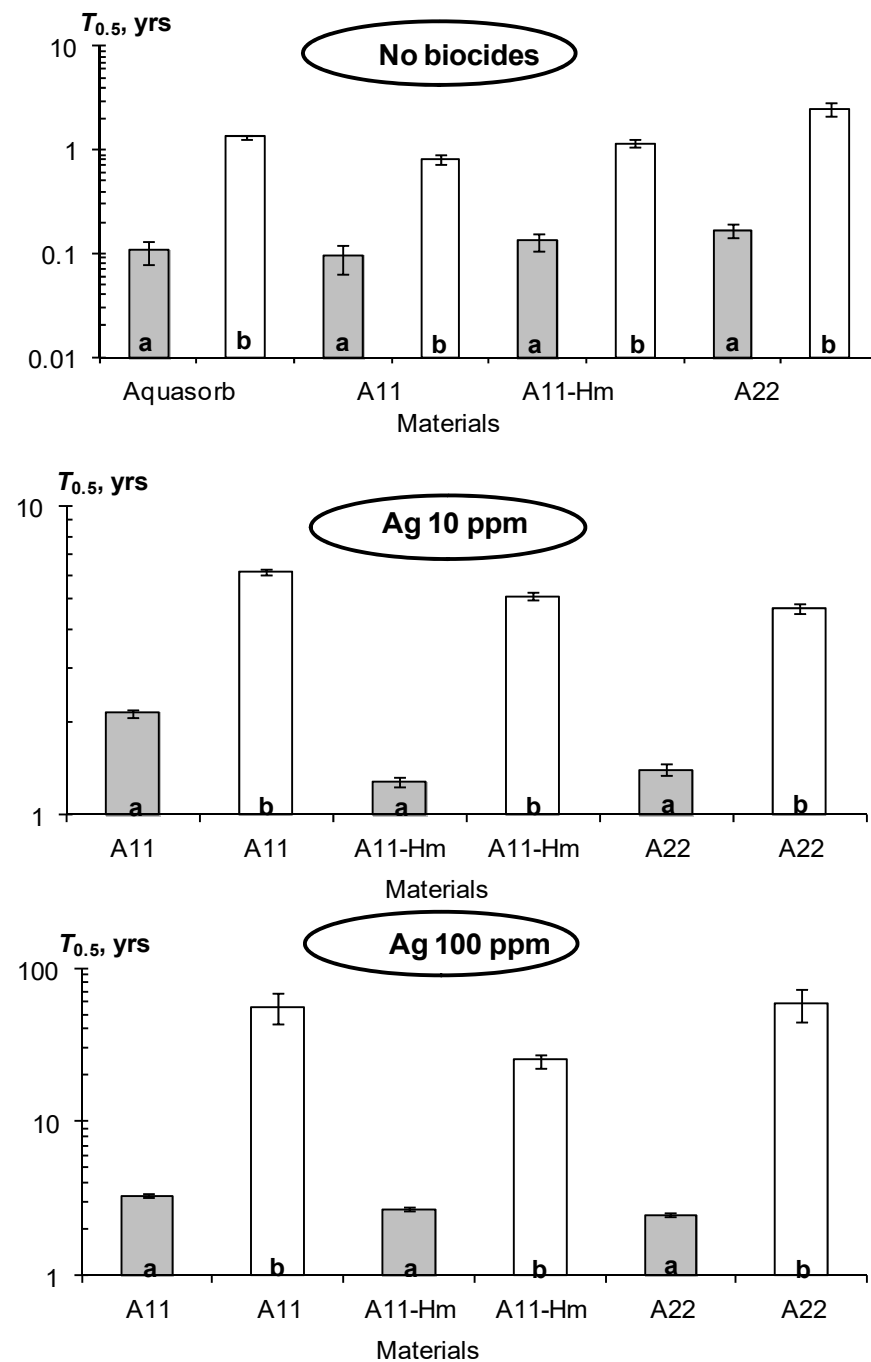 T0.5, yrs
No biocides
10
1
0.1
0.01
a b a b a b a b
Aquasorb A11 A11-Hm A22
Materials
T0.5, yrs
Ag 10 ppm
10
1
a b a b a b
A11 A11 A11-Hm A11-Hm A22 A22
Materials
Ag 100 ppm
T0.5, yrs
100
10
1
a b a b a b
A11 A11 A11-Hm A11-Hm A22 A22
Materials